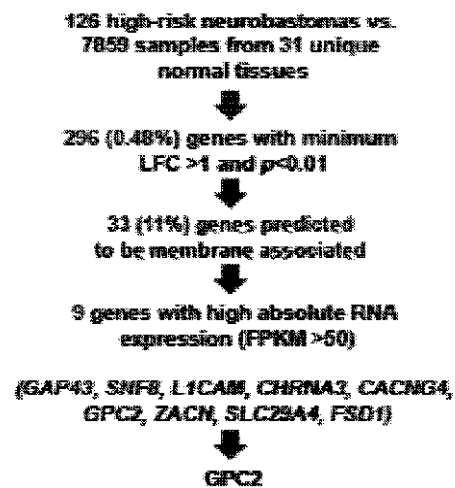 126 high-risk neurobastomas vs.
7859 samples from 31 unique
normal tissues
296 (0.48%) genes with minimum
LFC >1 and p<0.01
33 (11%) genes predicted
to be membrane associated
9 genes with high absolute RNA
expression (FPKM >50)
(GAP43, SNF8, L1CAM, CHRNA3, CACNG4,
GPC2, ZACN, SLC29A4, FSD1)
GPC2